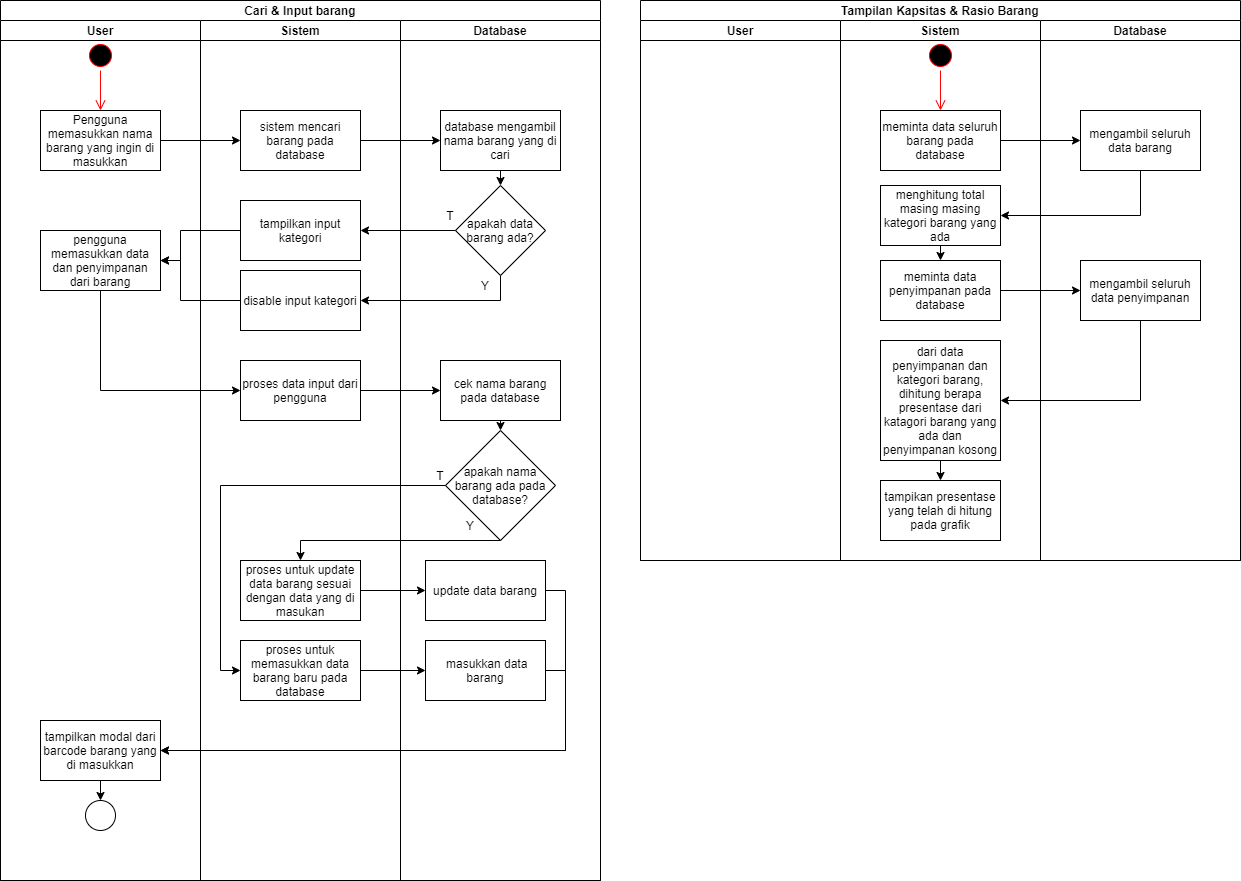 Cari & Input barang
User
Sistem
Database
Pengguna
memasukkan nama
barang yang ingin di
masukkan
sistem mencari
barang pada
database
database mengambil
nama barang yang di
cari
apakah data
barang ada?
T
Y
tampilkan input
kategori
disable input kategori
pengguna
memasukkan data
dan penyimpanan
dari barang
proses data input dari
pengguna
cek nama barang
pada database
apakah nama
barang ada pada
database?
T
Y
proses untuk update
data barang sesuai
dengan data yang di
masukan
update data barang
proses untuk
memasukkan data
barang baru pada
database
masukkan data
barang
tampilkan modal dari
barcode barang yang
di masukkan
Tampilan Kapsitas & Rasio Barang
User
Sistem
Database
meminta data seluruh
barang pada
database
mengambil seluruh
data barang
menghitung total
masing masing
kategori barang yang
ada
meminta data
penyimpanan pada
database
mengambil seluruh
data penyimpanan
dari data
penyimpanan dan
kategori barang,
dihitung berapa
presentase dari
katagori barang yang
ada dan
penyimpanan kosong
tampikan presentase
yang telah di hitung
pada grafik